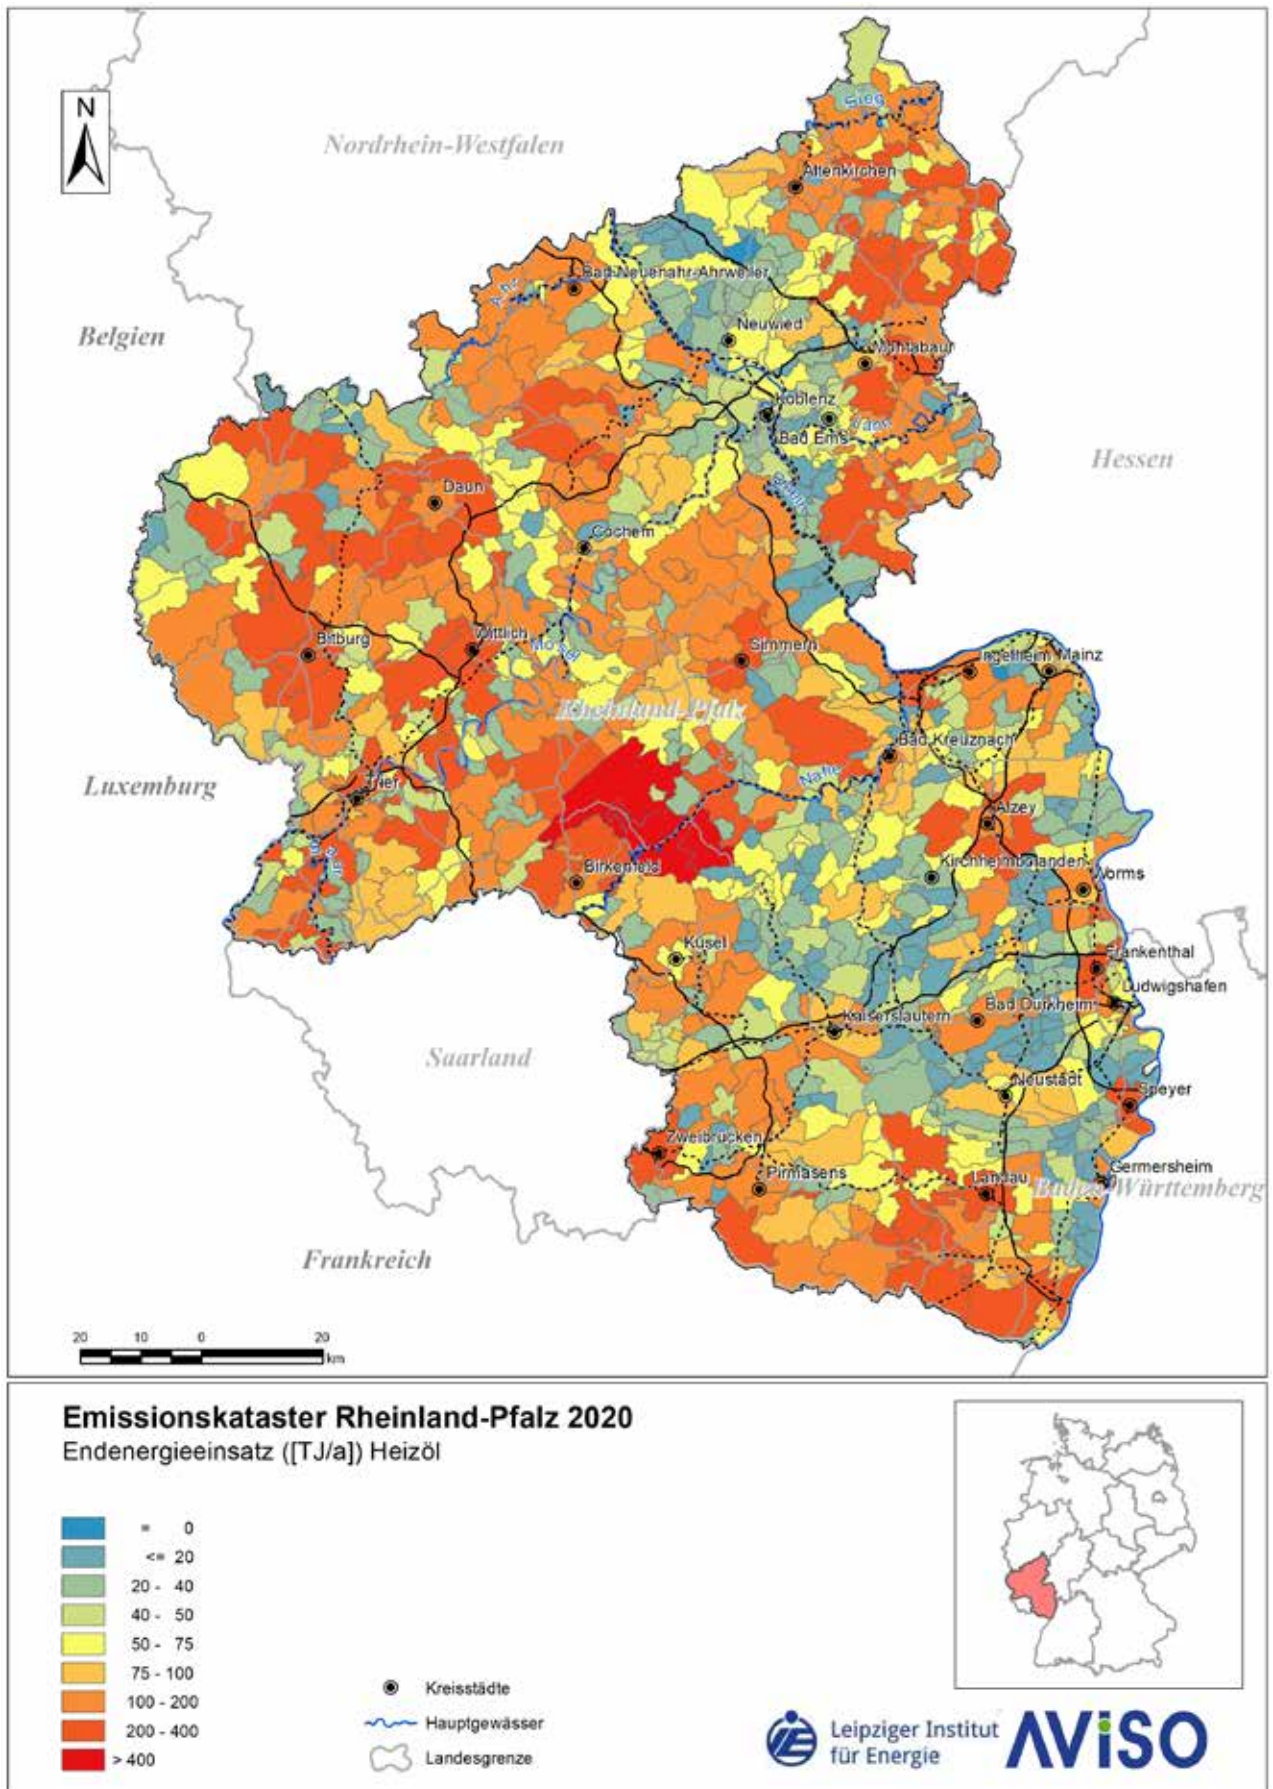 N
Nordrhein-Westfalen
Sieg
Altenkirchen
Bad Neuenahr-Ahrweiler
Ahr
Belgien
Neuwied
Montabaur
Koblenz
Lahn
Bad Ems
Hessen
Rhein
Daun
Cochem
Bitburg
Wittlich
Mosel
Simmern
Ingelheim
Mainz
Rheinland-Pfalz
Bad Kreuznach
Luxemburg
Trier
Nahe
Alzey
Saar
Birkenfeld
Kirchheimbolanden
Worms
Kusel
Frankenthal
Ludwigshafen
Bad Dürkheim
Kaiserslautern
Saarland
Neustadt
Speyer
Zweibrücken
Pirmasens
Germersheim
Landau
Baden-Württemberg
Frankreich
20 10 0 20
km
Emissionskataster Rheinland-Pfalz 2020
Endenergieeinsatz ([TJ/a]) Heizöl
= 0
<= 20
20 - 40
40 - 50
50 - 75
75 - 100
100 - 200
200 - 400
> 400
Kreisstädte
Hauptgewässer
Landesgrenze
Leipziger Institut
für Energie
AVISO